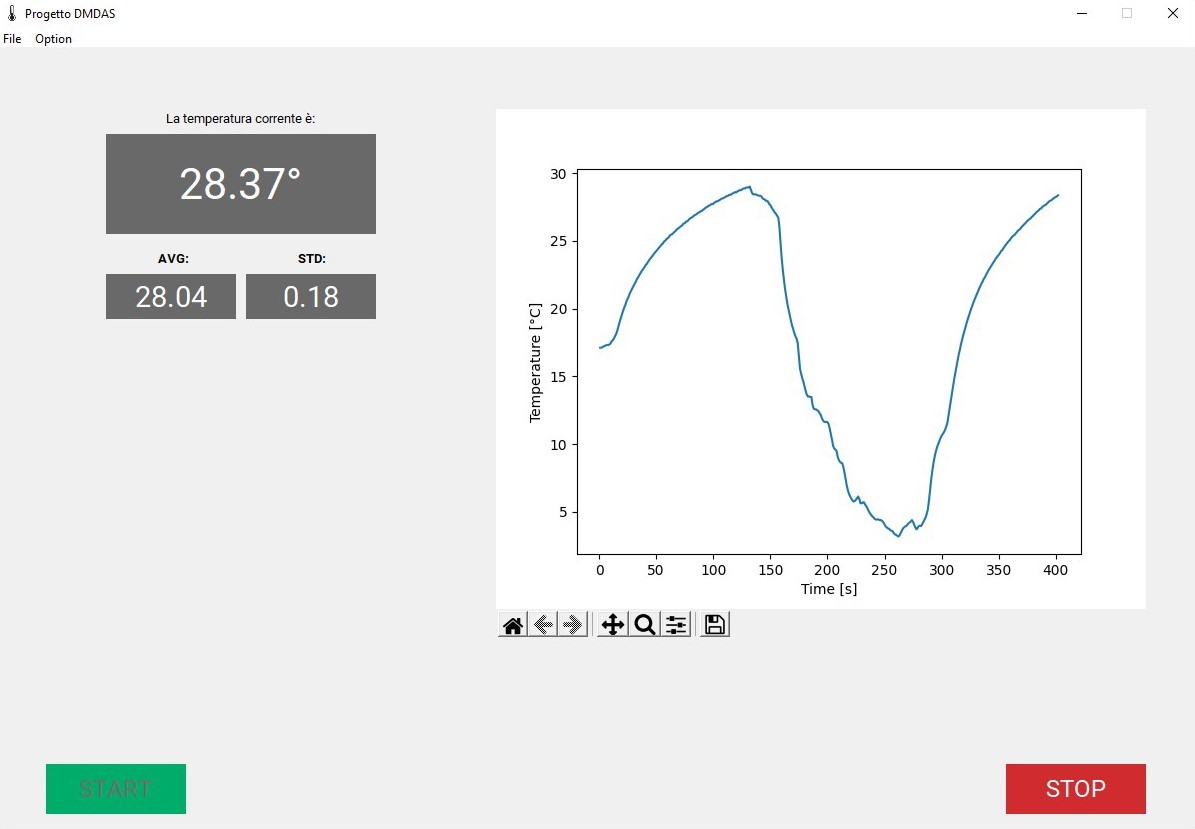 Progetto DMDAS
File Option
La temperatura corrente è:
28.37°
AVG: STD:
28.04 0.18
30
25
20
15
10
5
Temperature [°C]
0 50 100 150 200 250 300 350 400
Time [s]
START STOP